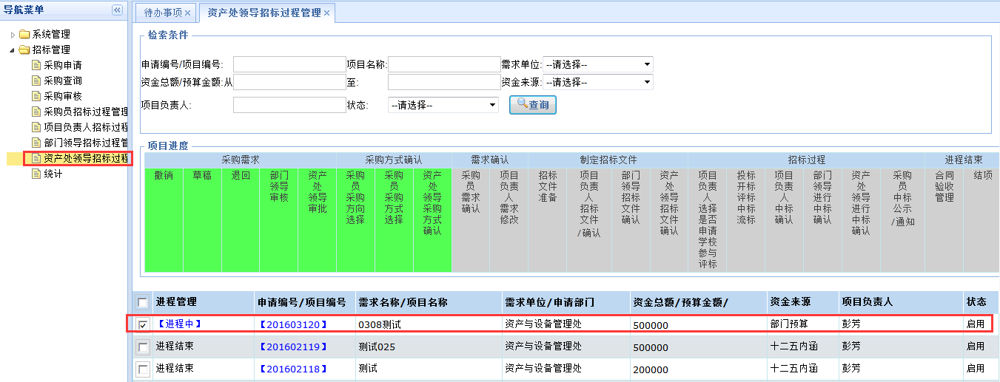 导航菜单
系统管理
招标管理
采购申请
采购查询
采购审核
采购员招标过程管理
项目负责人招标过程
部门领导招标过程管
资产处领导招标过程
统计
待办事项 资产处领导招标过程管理
检索条件
申请编号/项目编号: 项目名称: 需求单位: --请选择--
资金总额/预算金额:从 至: 资金来源: --请选择--
项目负责人: 状态: --请选择-- 查询
项目进度
采购需求 采购方式确认 需求确认 制定招标文件 招标过程 进程结束
撤销
草稿
退回
部门
领导
审核
资产
处
领导
审批
采购
员
采购
方向
选择
采购
员
采购
方式
选择
资产
处
领导
采购
方式
确认
采购
员
需求
确认
项目
负责
人
需求
修改
招标
文件
准备
项目
负责
人
招标
文件
/确认
部门
领导
招标
文件
确认
资产
处
领导
招标
文件
确认
项目
负责
人
选择
是否
申请
学校
参与
评标
投标
开标
评标
中标
流标
项目
负责
人
中标
确认
部门
领导
进行
中标
确认
资产
处
领导
进行
中标
确认
采购
员
中标
公示
/通知
合同
验收
管理
结项
进程管理 申请编号/项目编号 需求名称/项目名称 需求单位/申请部门 资金总额/预算金额/ 资金来源 项目负责人 状态
【进程中】 【201603120】 0308测试 资产与设备管理处 500000 部门预算 彭芳 启用
进程结束 【201602119】 测试025 资产与设备管理处 500000 十二五内涵 彭芳 启用
进程结束 【201602118】 测试 资产与设备管理处 200000 十二五内涵 彭芳 启用